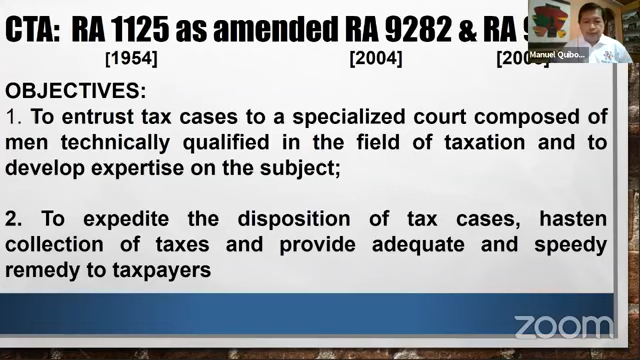 CTA: RA 1125 as amended RA 9282 & RA 9
[1954] [2004]
Manuel Quibo...
OBJECTIVES:
1. To entrust tax cases to a specialized court composed of
men technically qualified in the field of taxation and to
develop expertise on the subject;
2. To expedite the disposition of tax cases, hasten
collection of taxes and provide adequate and speedy
remedy to taxpayers
zoom